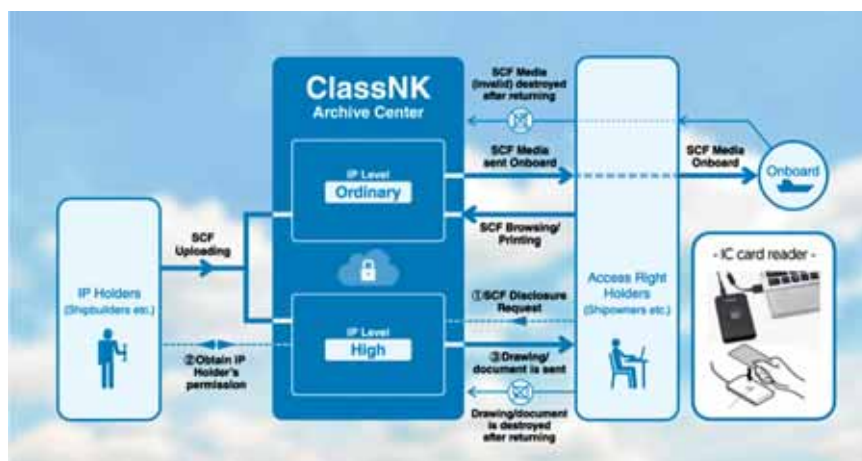 ClassNK
Archive Center
IP Level
Ordinary
IP Level
High
IP Holders
(Shipbuilders etc.)
SCF
Uploading
②Obtain IP
Holder's
permission
SCF Media
(invalid) destroyed
after returning
SCF Media
sent Onboard
SCF Browsing/
Printing
①SCF Disclosure
Request
③Drawing/
document is sent
Drawing/document
is destroyed
after returning
Access Right
Holders
(Shipowners etc.)
SCF Media
Onboard
Onboard
- IC card reader -